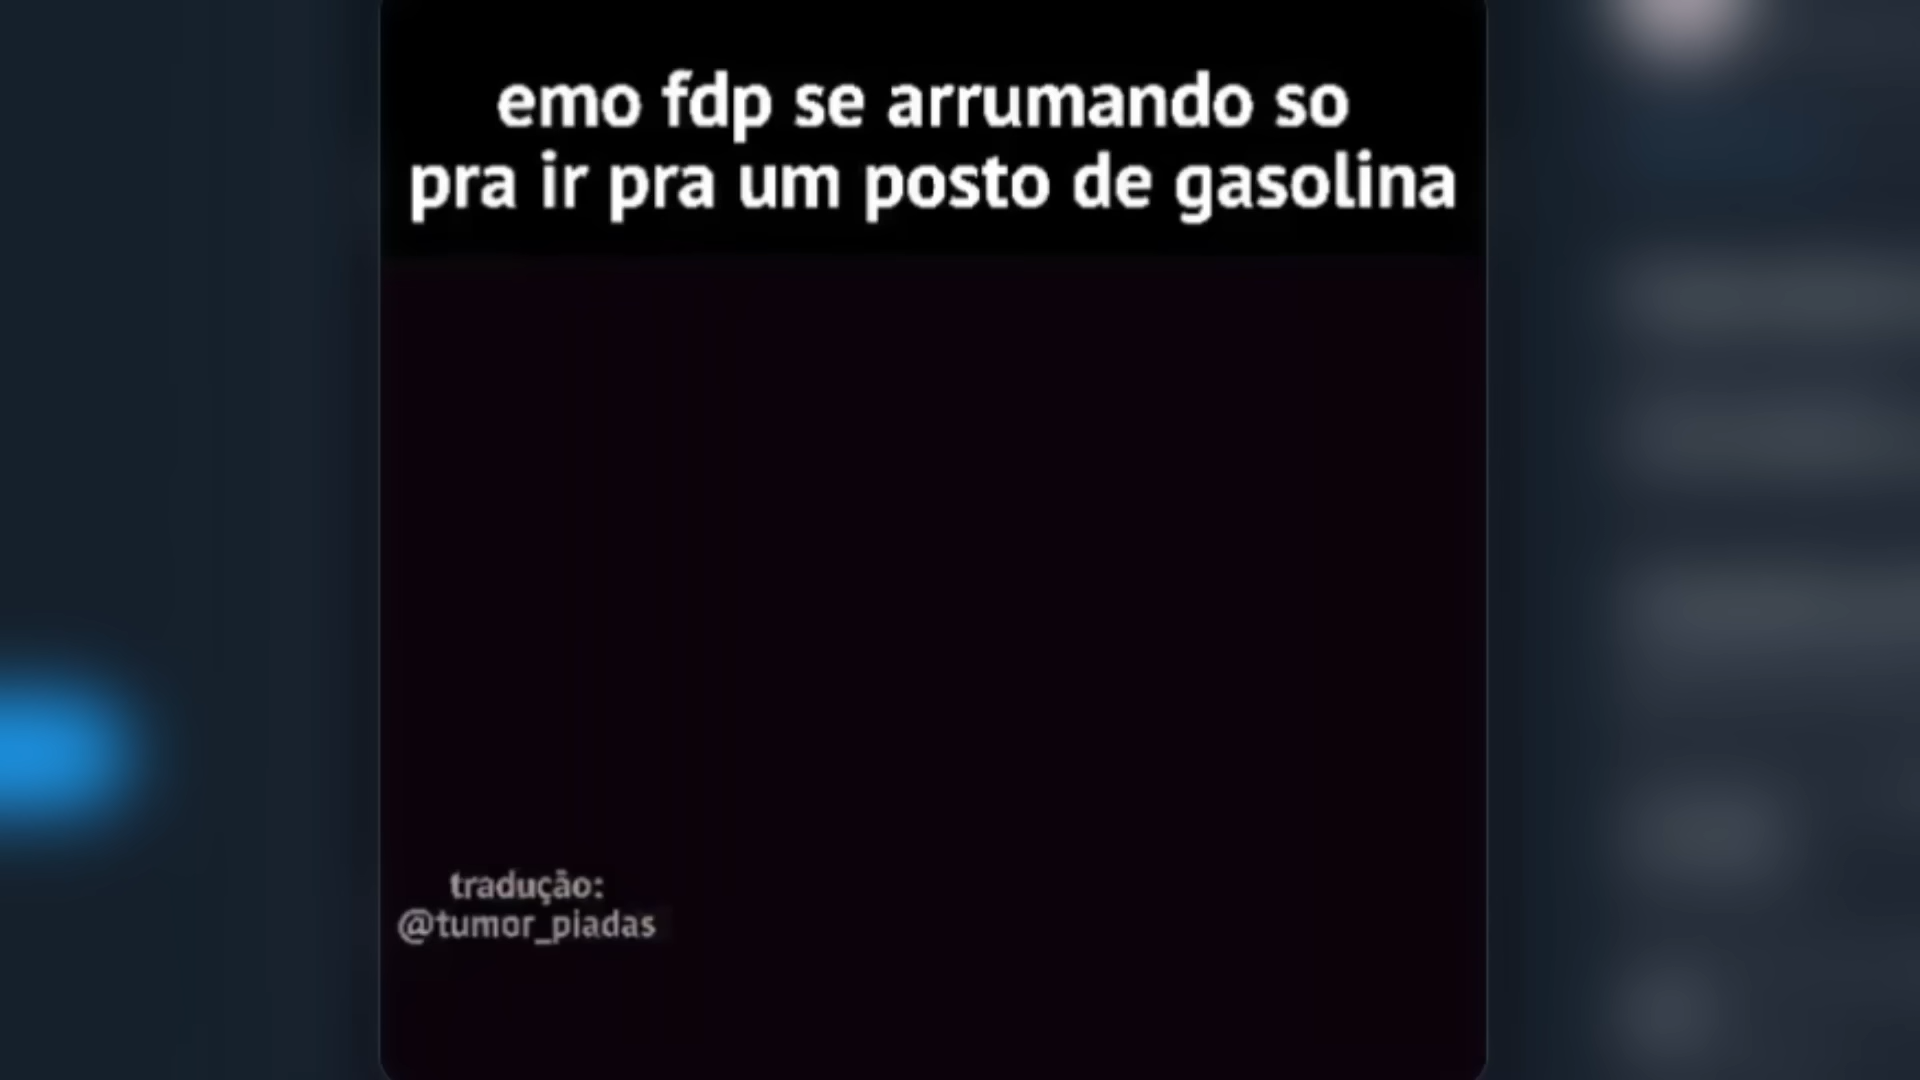 emo fdp se arrumando so
pra ir pra um posto de gasolina
tradução:
@tumor_piadas